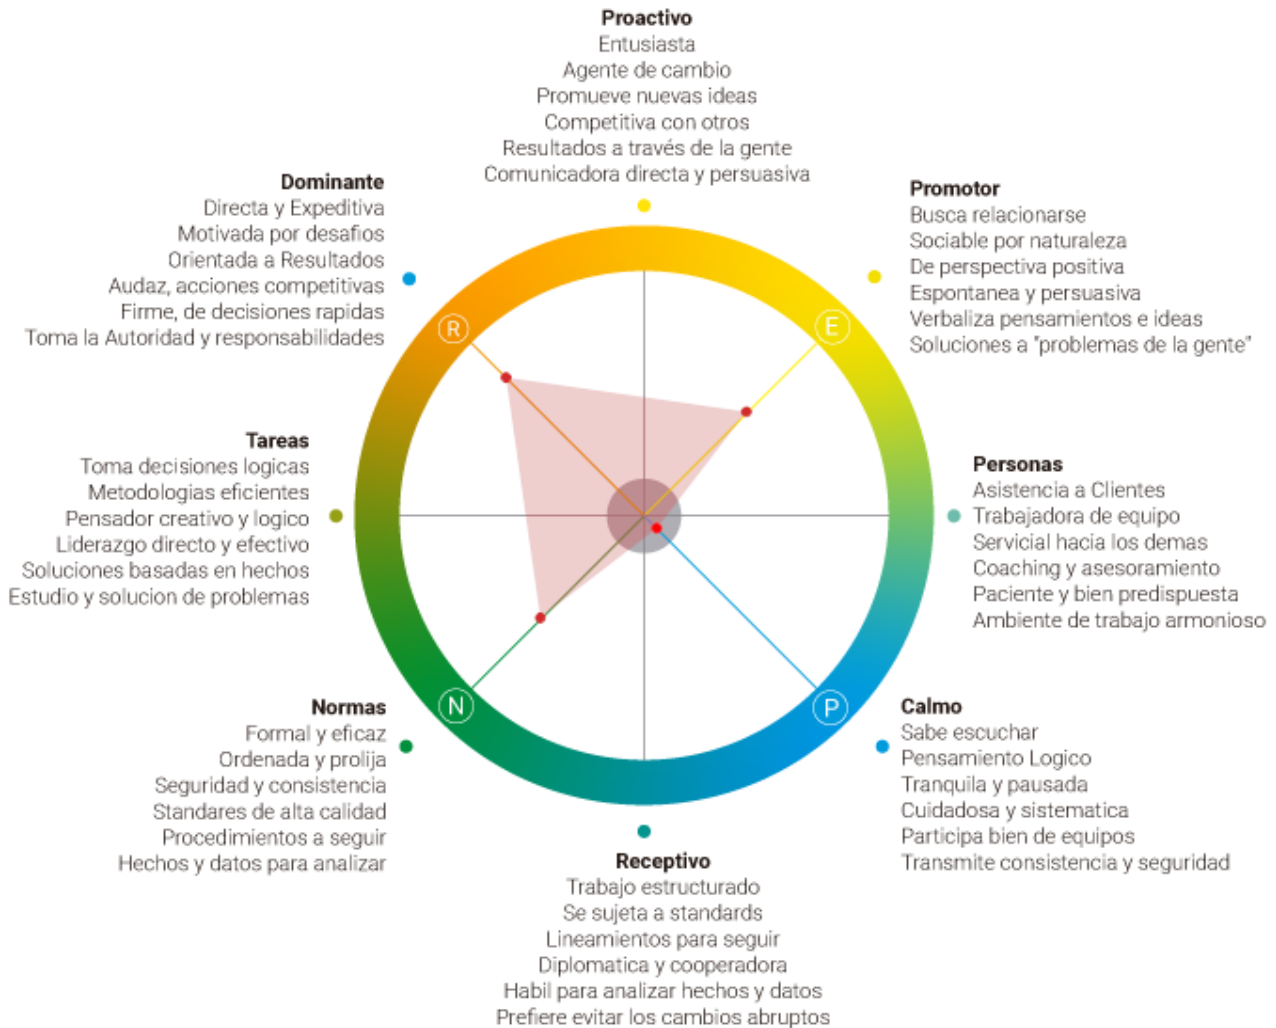 Proactivo
Entusiasta
Agente de cambio
Promueve nuevas ideas
Competitiva con otros
Resultados a través de la gente
Comunicadora directa y persuasiva
Dominante
Directa y Expeditiva
Motivada por desafios
Orientada a Resultados
Audaz, acciones competitivas
Firme, de decisiones rapidas
Toma la Autoridad y responsabilidades
Promotor
Busca relacionarse
Sociable por naturaleza
De perspectiva positiva
Espontanea y persuasiva
Verbaliza pensamientos e ideas
Soluciones a "problemas de la gente"
R
E
Tareas
Toma decisiones logicas
Metodologias eficientes
Pensador creativo y logico
Liderazgo directo y efectivo
Soluciones basadas en hechos
Estudio y solucion de problemas
Personas
Asistencia a Clientes
Trabajadora de equipo
Servicial hacia los demas
Coaching y asesoramiento
Paciente y bien predispuesta
Ambiente de trabajo armonioso
N
P
Normas
Formal y eficaz
Ordenada y prolija
Seguridad y consistencia
Standares de alta calidad
Procedimientos a seguir
Hechos y datos para analizar
Calmo
Sabe escuchar
Pensamiento Logico
Tranquila y pausada
Cuidadosa y sistematica
Participa bien de equipos
Transmite consistencia y seguridad
Receptivo
Trabajo estructurado
Se sujeta a standards
Lineamientos para seguir
Diplomatica y cooperadora
Habil para analizar hechos y datos
Prefiere evitar los cambios abruptos